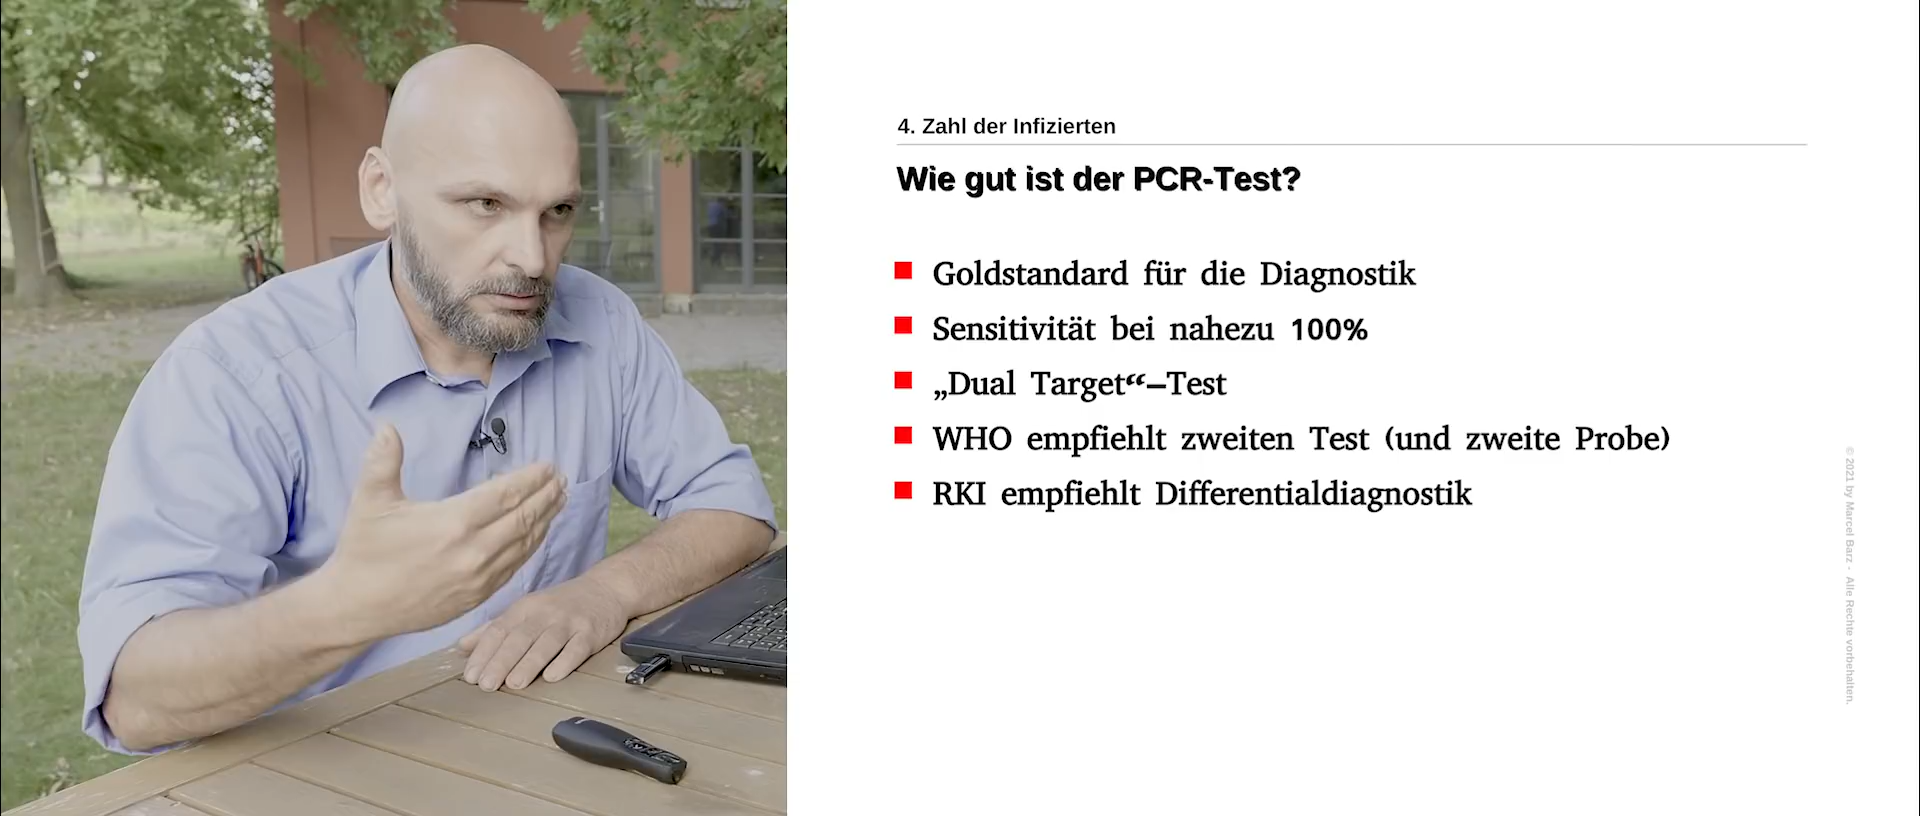 4. Zahl der Infizierten
Wie gut ist der PCR-Test?
Goldstandard für die Diagnostik
Sensitivität bei nahezu 100%
„Dual Target“–Test
WHO empfiehlt zweiten Test (und zweite Probe)
RKI empfiehlt Differentialdiagnostik
© 2021 by Marcel Barz - Alle Rechte vorbehalten.